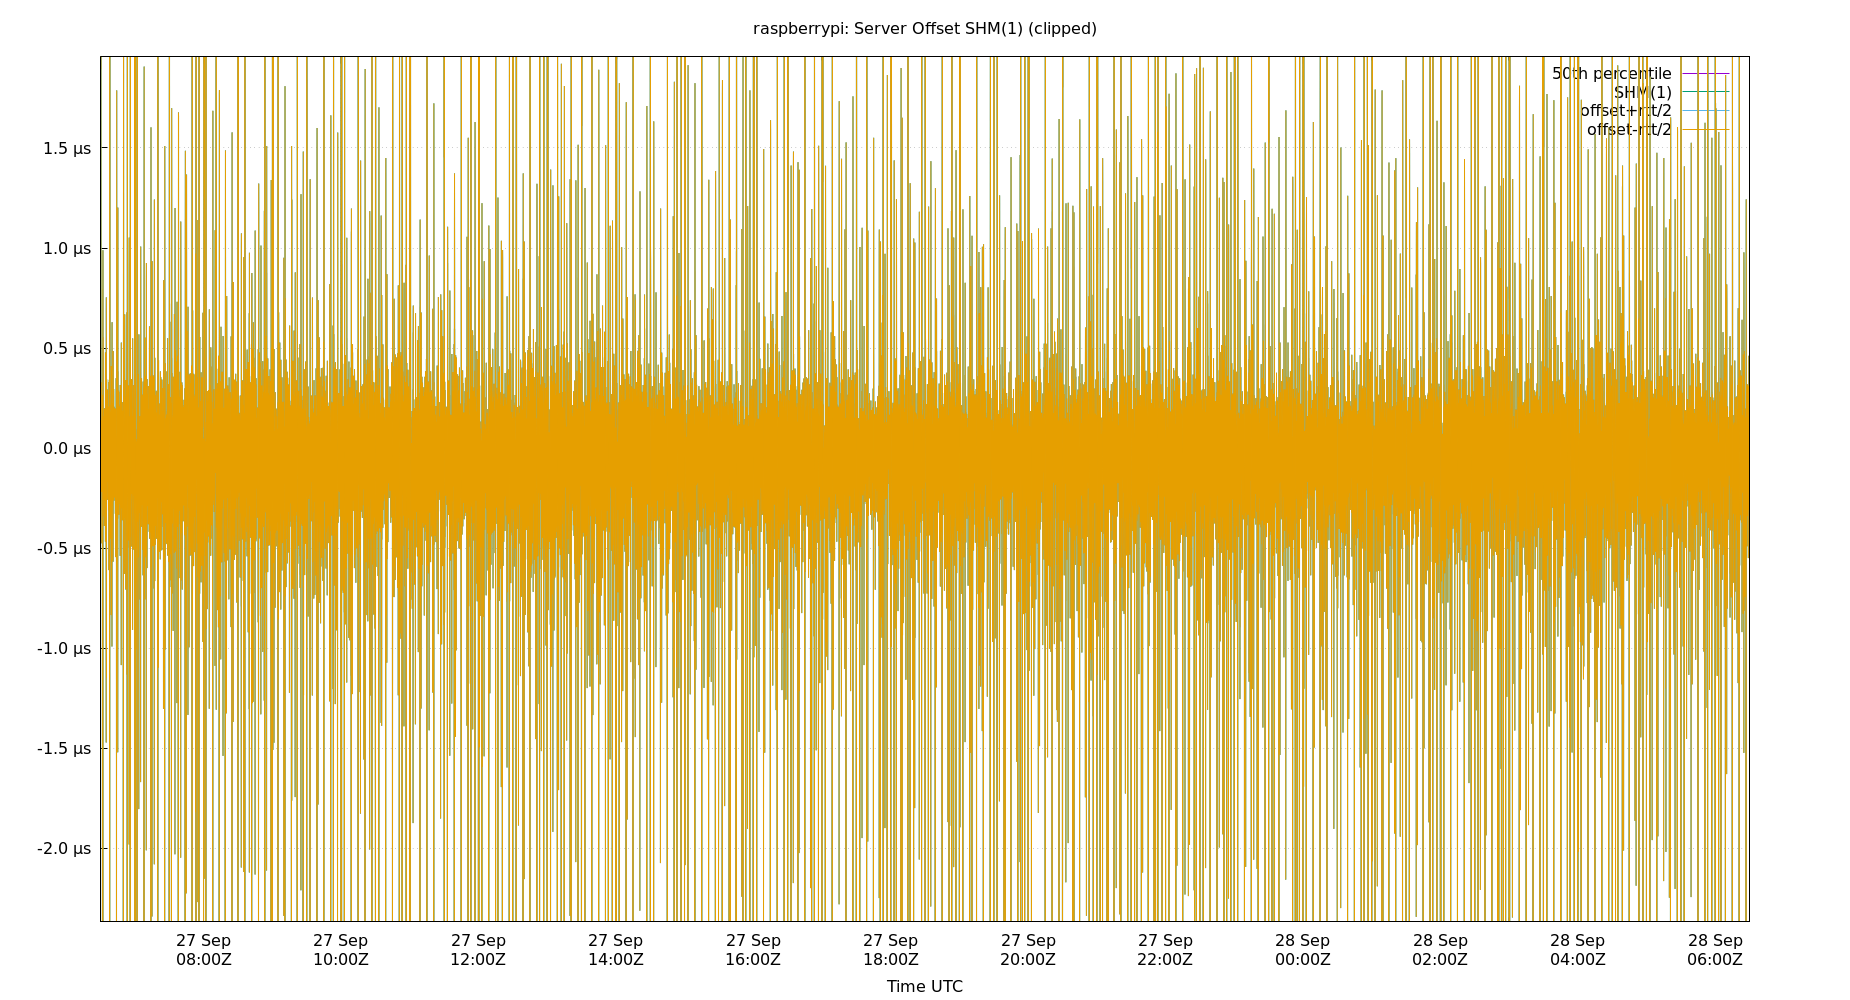 raspberrypi: Server Offset SHM(1) (clipped)
50th percentile
SHM(1)
offset+rtt/2
offset-rtt/2
1.5 µs
1.0 µs
0.5 µs
0.0 µs
-0.5 µs
-1.0 µs
-1.5 µs
-2.0 µs
27 Sep 27 Sep 27 Sep 27 Sep 27 Sep 27 Sep 27 Sep 27 Sep 28 Sep 28 Sep 28 Sep 28 Sep
08:00Z 10:00Z 12:00Z 14:00Z 16:00Z 18:00Z 20:00Z 22:00Z 00:00Z 02:00Z 04:00Z 06:00Z
Time UTC